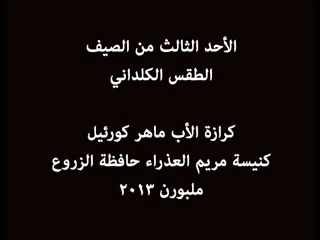 الأحد الثالث من الصيف
الطقس الكلداني
كرازة الأب ماهر كورئيل
كنيسة مريم العذراء حافظة الزروع
ملبورن ٢٠١٣